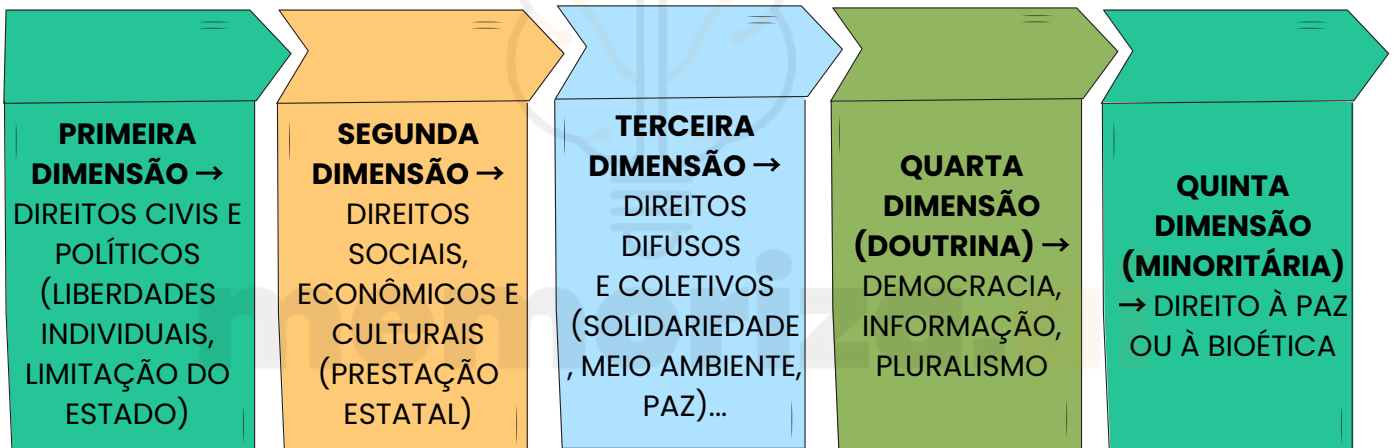 PRIMEIRA
DIMENSÃO →
DIREITOS CIVIS E
POLÍTICOS
(LIBERDADES
INDIVIDUAIS,
LIMITAÇÃO DO
ESTADO)
SEGUNDA
DIMENSÃO →
DIREITOS
SOCIAIS,
ECONÔMICOS E
CULTURAIS
(PRESTAÇÃO
ESTATAL)
TERCEIRA
DIMENSÃO →
DIREITOS
DIFUSOS
E COLETIVOS
(SOLIDARIEDADE
, MEIO AMBIENTE,
PAZ)...
QUARTA
DIMENSÃO
(DOUTRINA) →
DEMOCRACIA,
INFORMAÇÃO,
PLURALISMO
QUINTA
DIMENSÃO
(MINORITÁRIA)
→ DIREITO À PAZ
OU À BIOÉTICA